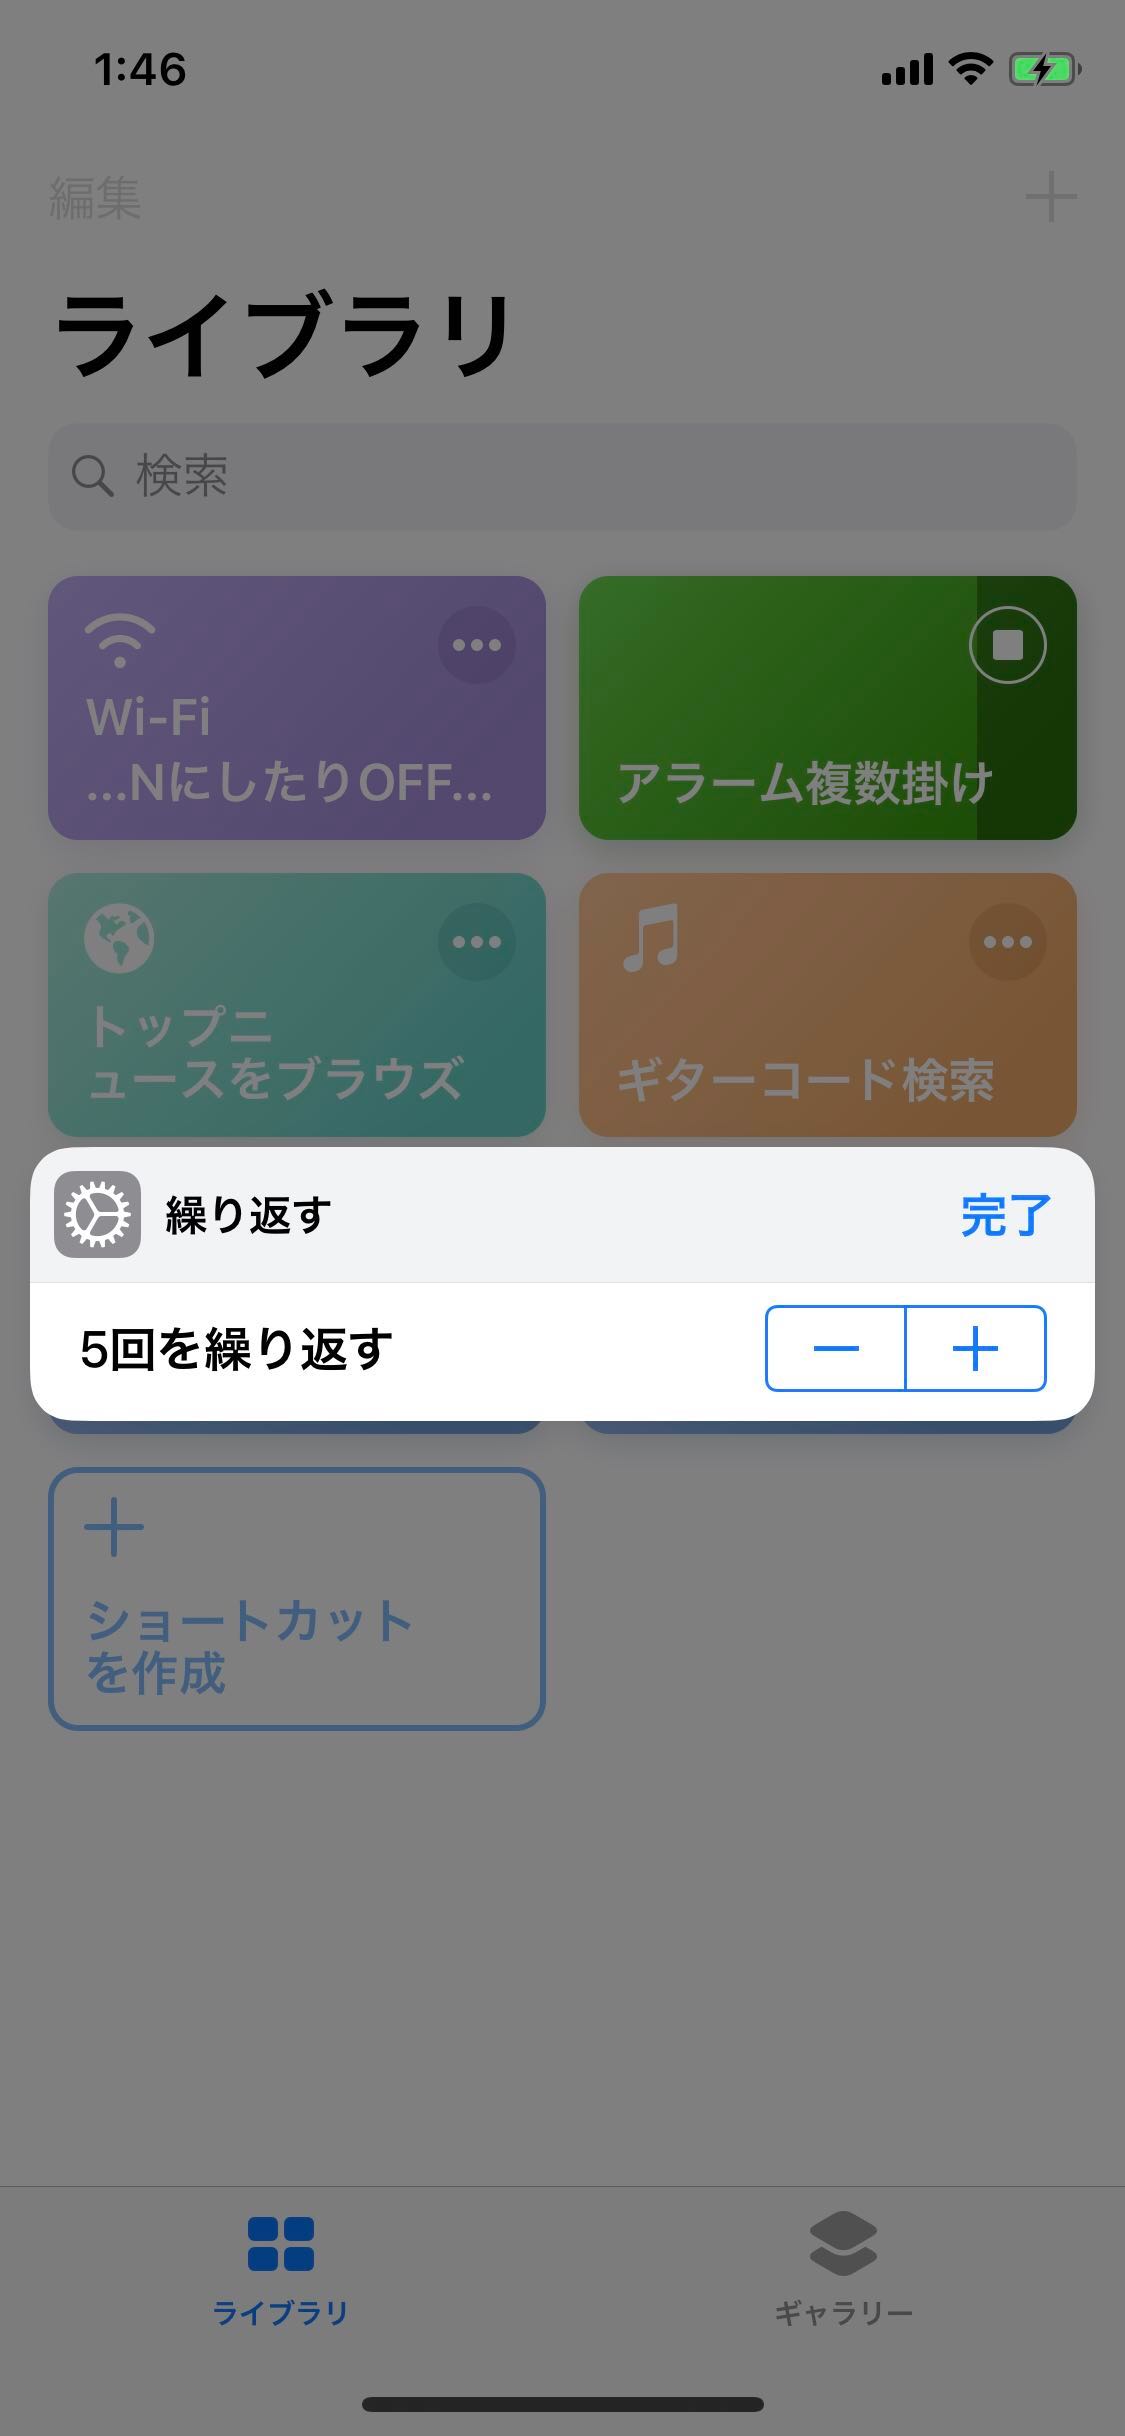 1:46
編集
ライブラリ
検索
Wi-Fi
...NにしたりOFF...
アラーム複数掛け
トップニ
ュースをブラウズ
ギターコード検索
繰り返す
完了
5回を繰り返す
ショートカット
を作成
ライブラリ
ギャラリー